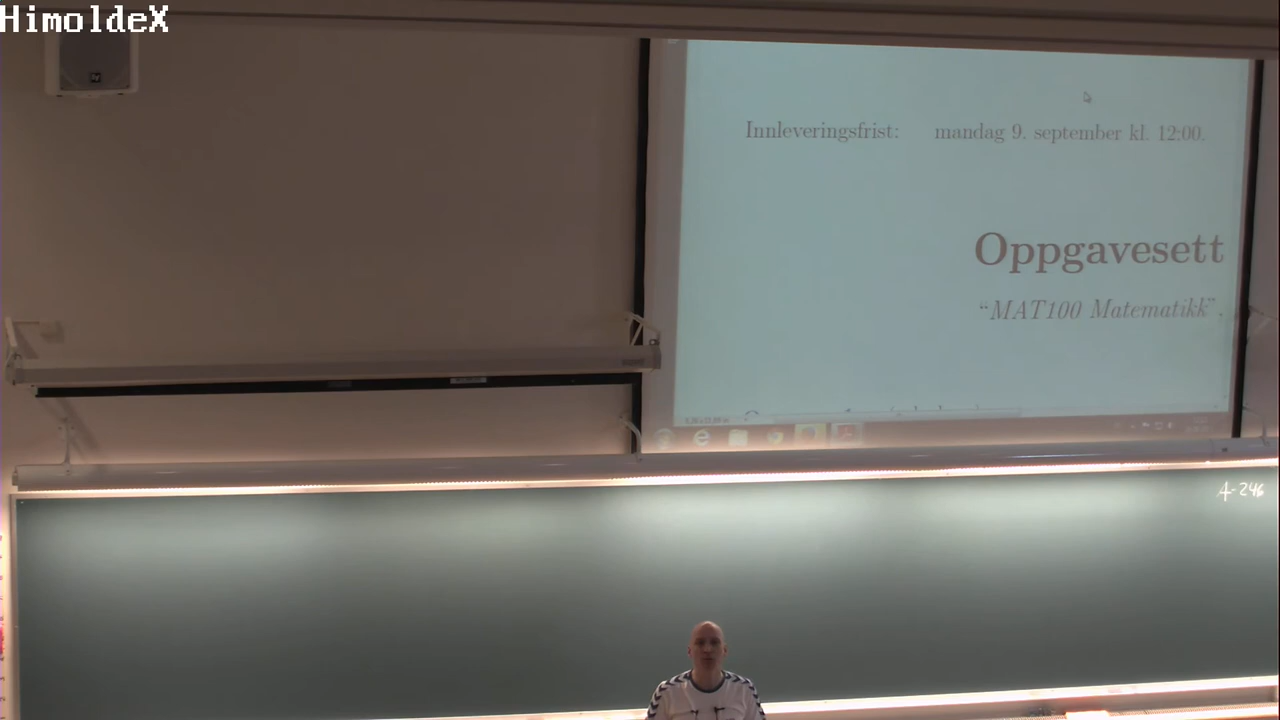 HimoldeX
Innleveringsfrist: mandag 9. september kl. 12:00.
Oppgavesett
“MAT100 Matematikk”,
A-246